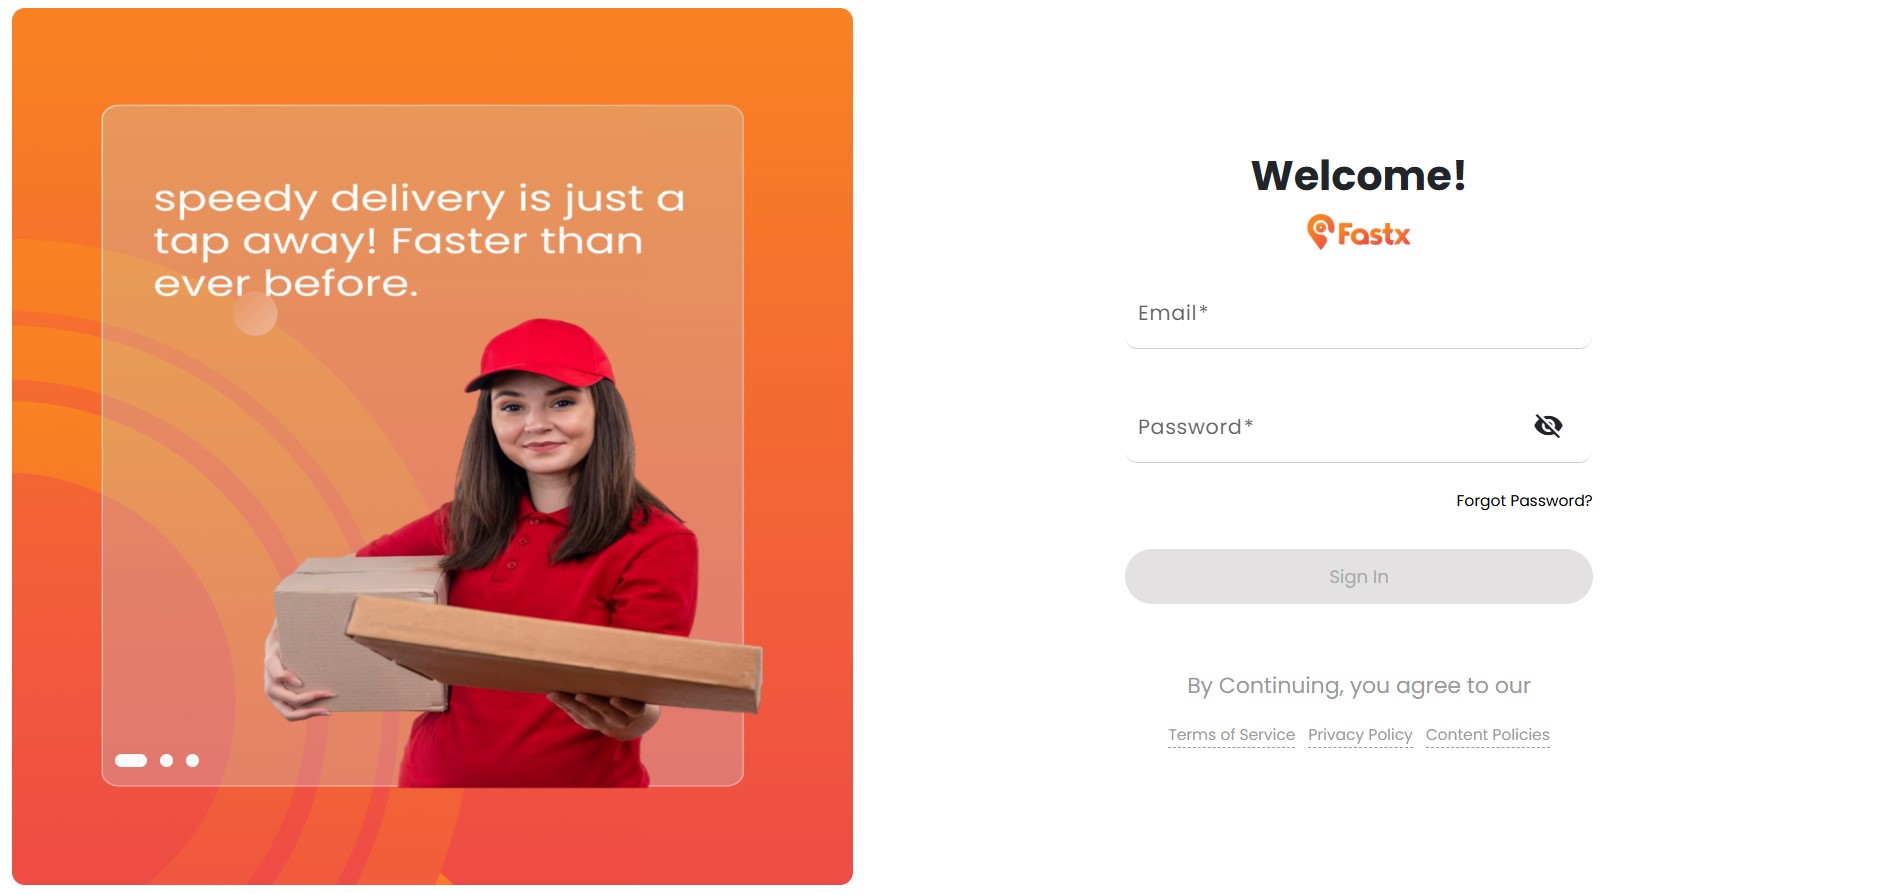 speedy delivery is just a
tap away! Faster than
ever before.
Welcome!
Fastx
Email*
Password*
Forgot Password?
Sign In
By Continuing, you agree to our
Terms of Service Privacy Policy Content Policies